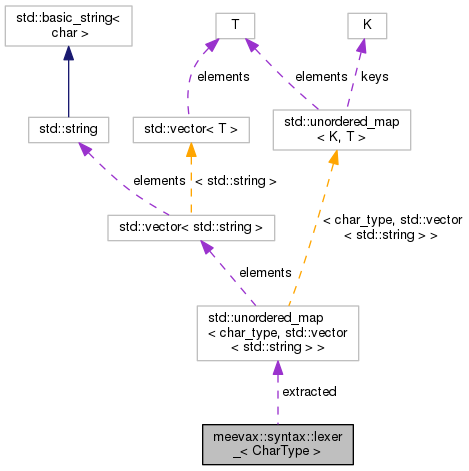 std::basic_string<
char >
T
K
elements
elements
keys
std::string
std::vector< T >
std::unordered_map
< K, T >
elements
< std::string >
std::vector< std::string >
< char_type, std::vector
< std::string > >
elements
std::unordered_map
< char_type, std::vector
< std::string > >
extracted
meevax::syntax::lexer
_< CharType >